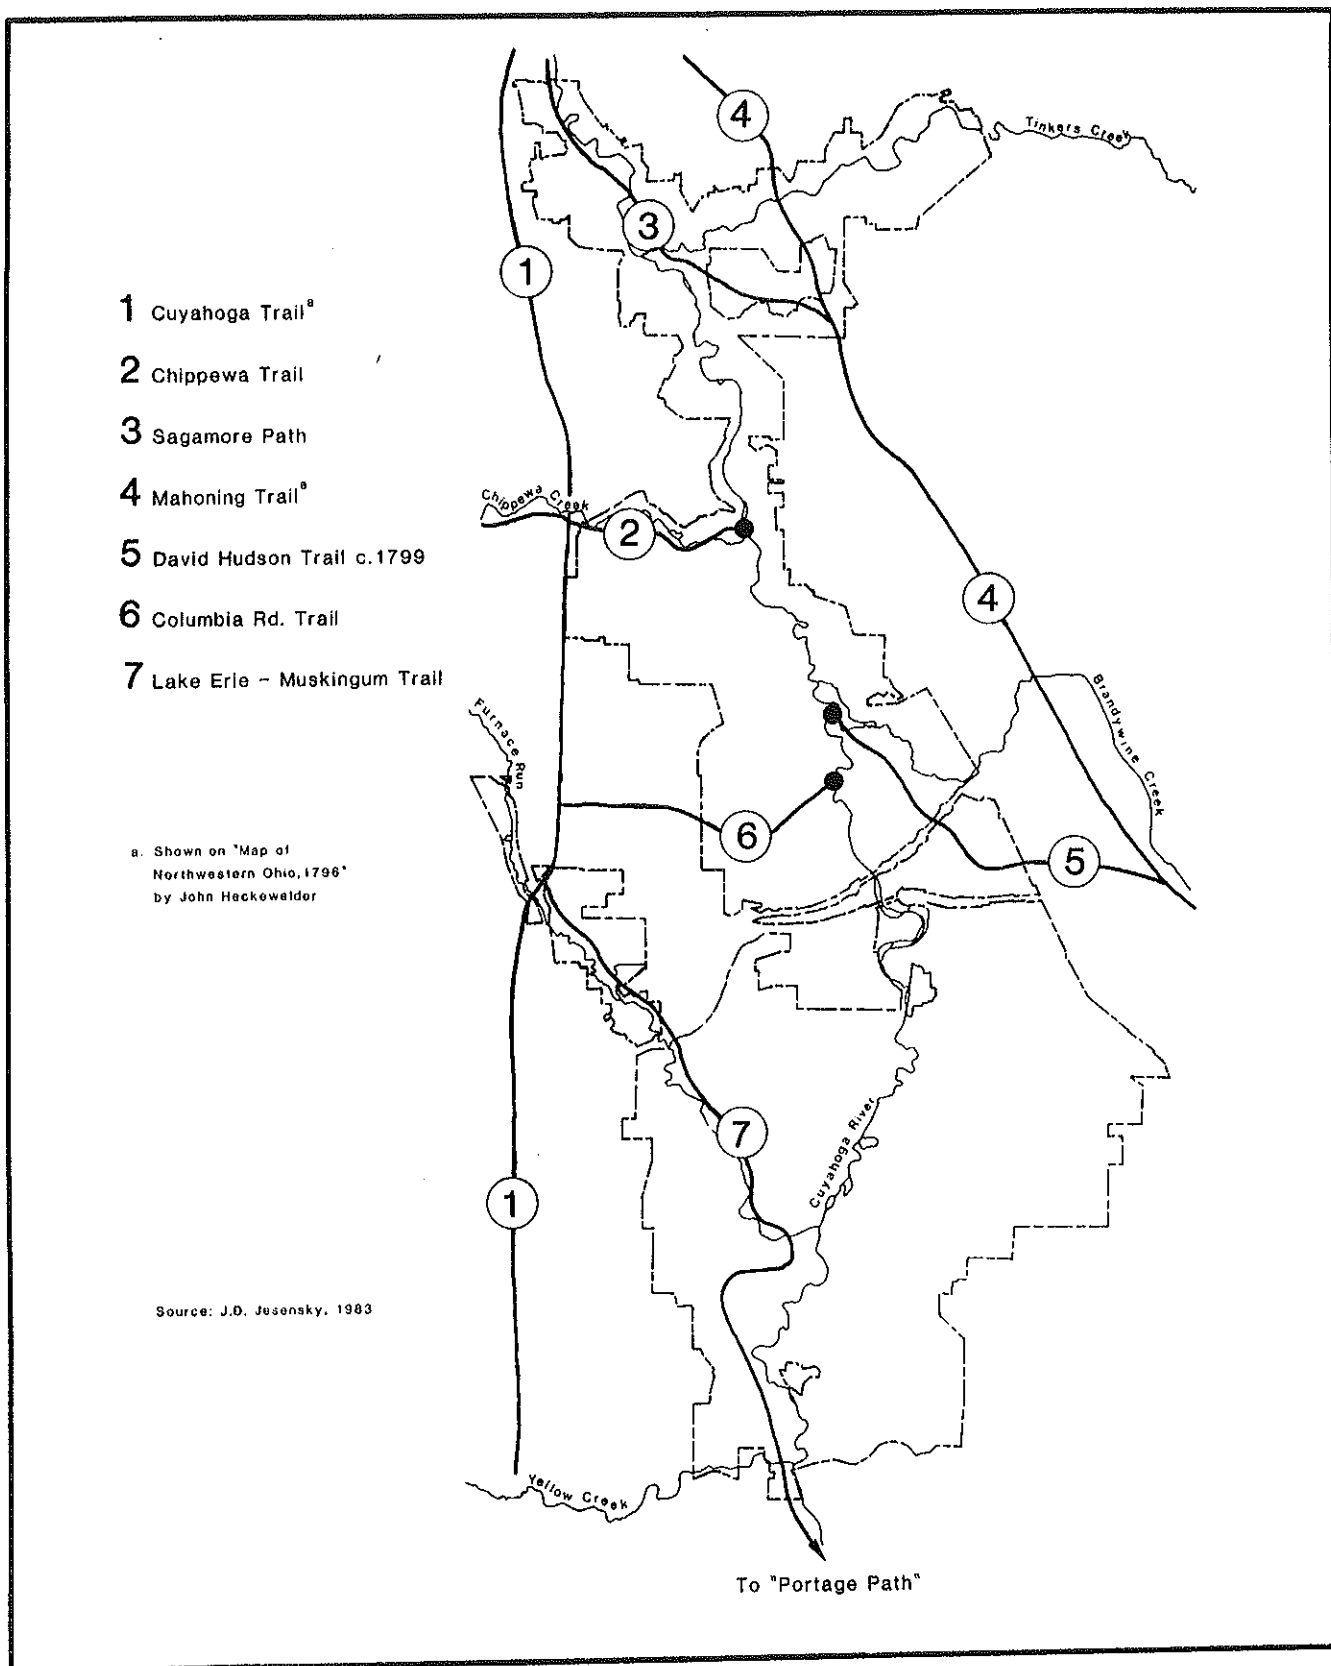 4
Tinkers Creek
3
1
1 Cuyahoga Trailª
2 Chippewa Trail
3 Sagamore Path
4 Mahoning Trailª
5 David Hudson Trail c.1799
6 Columbia Rd. Trail
7 Lake Erie - Muskingum Trail
Chippewa Creek
2
4
Furnace Run
Brandywine Creek
6
5
a. Shown on "Map of
Northwestern Ohio, 1796"
by John Heckewelder
7
Cuyahoga River
1
Source: J.D. Jesensky, 1983
Yellow Creek
To "Portage Path"